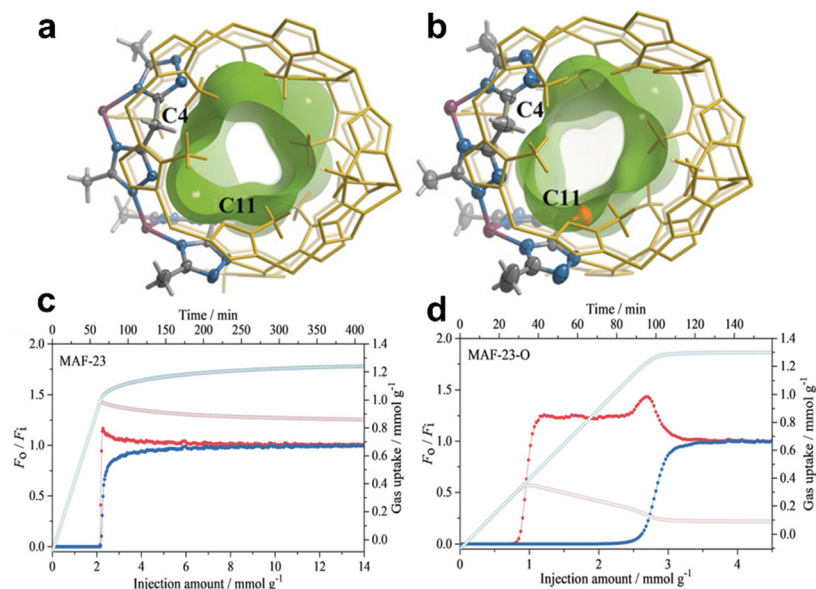 a
b
C4
C4
C11
C11
c
Time / min
0 50 100 150 200 250 300 350 400
MAF-23
2.0
1.5
1.0
0.5
0.0
F_o / F_i
1.4
1.2
1.0
0.8
0.6
0.4
0.2
0.0
Gas uptake / mmol g⁻¹
0 2 4 6 8 10 12 14
Injection amount / mmol g⁻¹
d
Time / min
0 20 40 60 80 100 120 140
MAF-23-O
2.0
1.5
1.0
0.5
0.0
F_o / F_i
1.4
1.2
1.0
0.8
0.6
0.4
0.2
0.0
Gas uptake / mmol g⁻¹
0 1 2 3 4
Injection amount / mmol g⁻¹